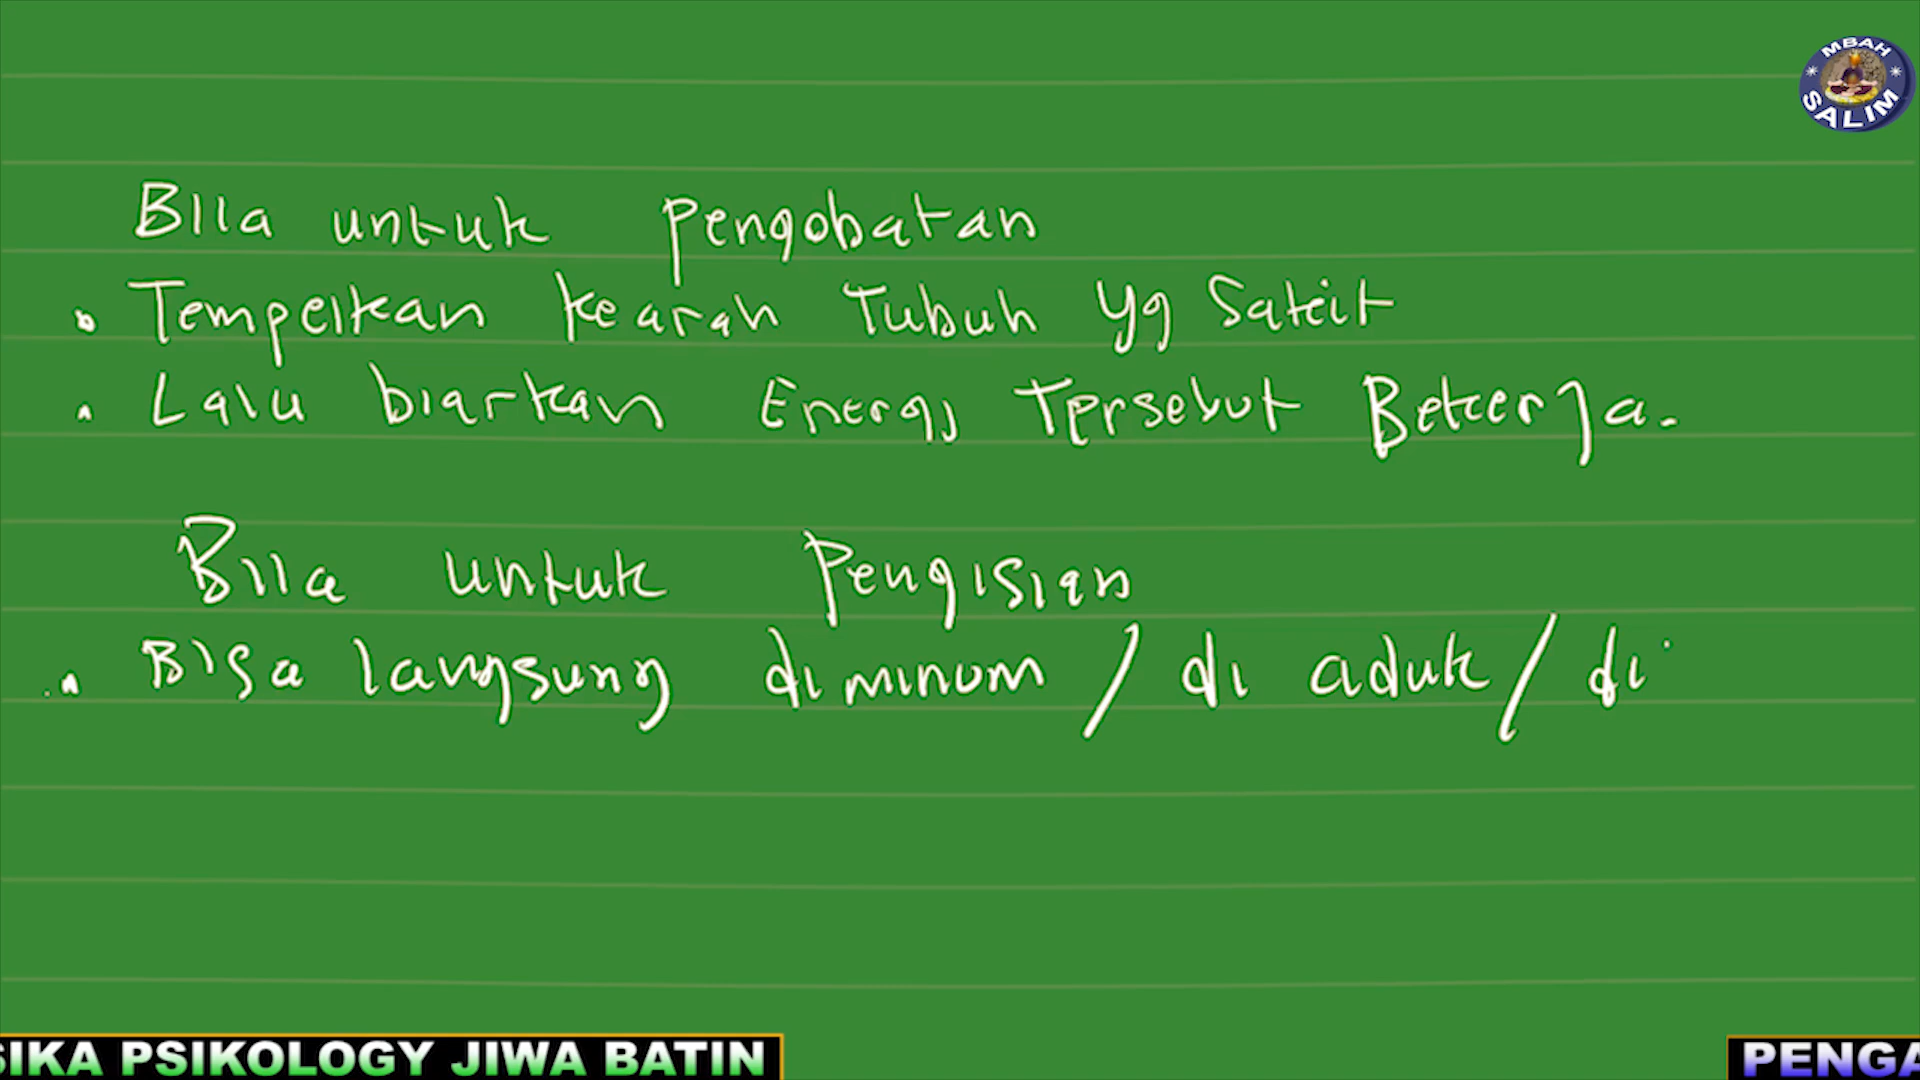 MBAH SALIM
Bila untuk pengobatan
• Tempelkan kearah Tubuh yg Sakit
• Lalu biarkan Energi Tersebut Bekerja.
Bila untuk Pengisian
• Bisa langsung diminum / di aduk / di
SIKA PSIKOLOGY JIWA BATIN
PENGA